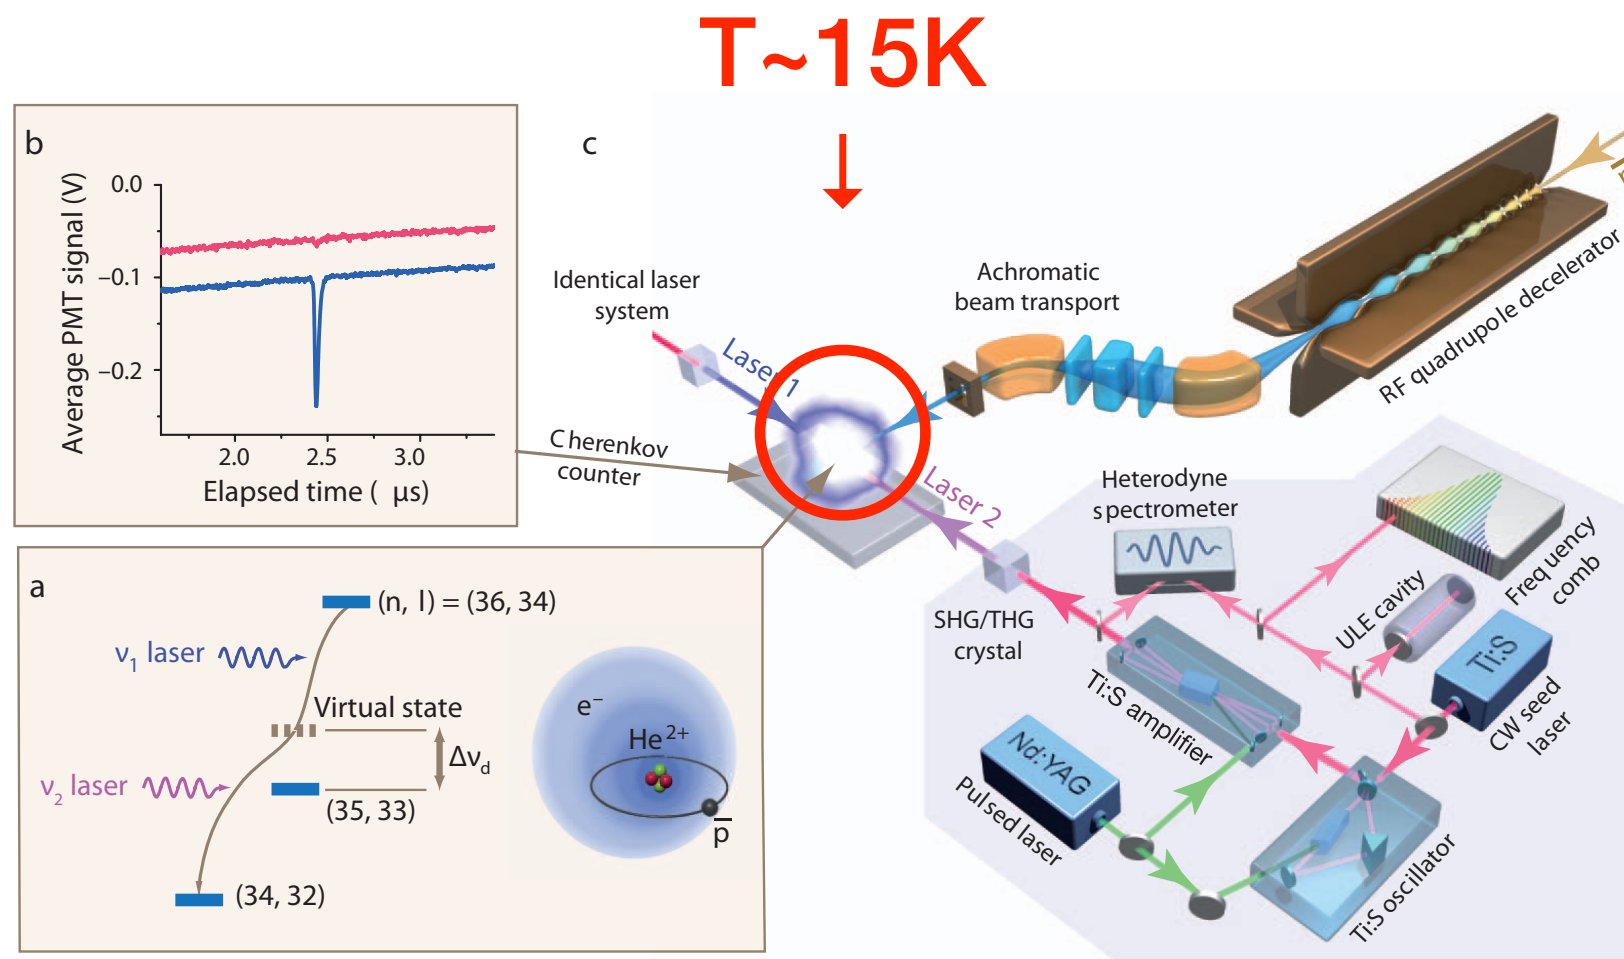 T~15K
b
Average PMT signal (V)
0.0
−0.1
−0.2
2.0
2.5
3.0
Elapsed time ( μs)
c
Identical laser
system
Laser 1
Cherenkov
counter
Achromatic
beam transport
RF quadrupole decelerator
Laser 2
Heterodyne
spectrometer
Frequency
comb
ULE cavity
SHG/THG
crystal
Ti:S
CW seed
laser
Ti:S amplifier
Nd:YAG
Pulsed laser
Ti:S oscillator
a
(n, l) = (36, 34)
ν1 laser
Virtual state
Δνd
ν2 laser
(35, 33)
(34, 32)
e−
He2+
p̅